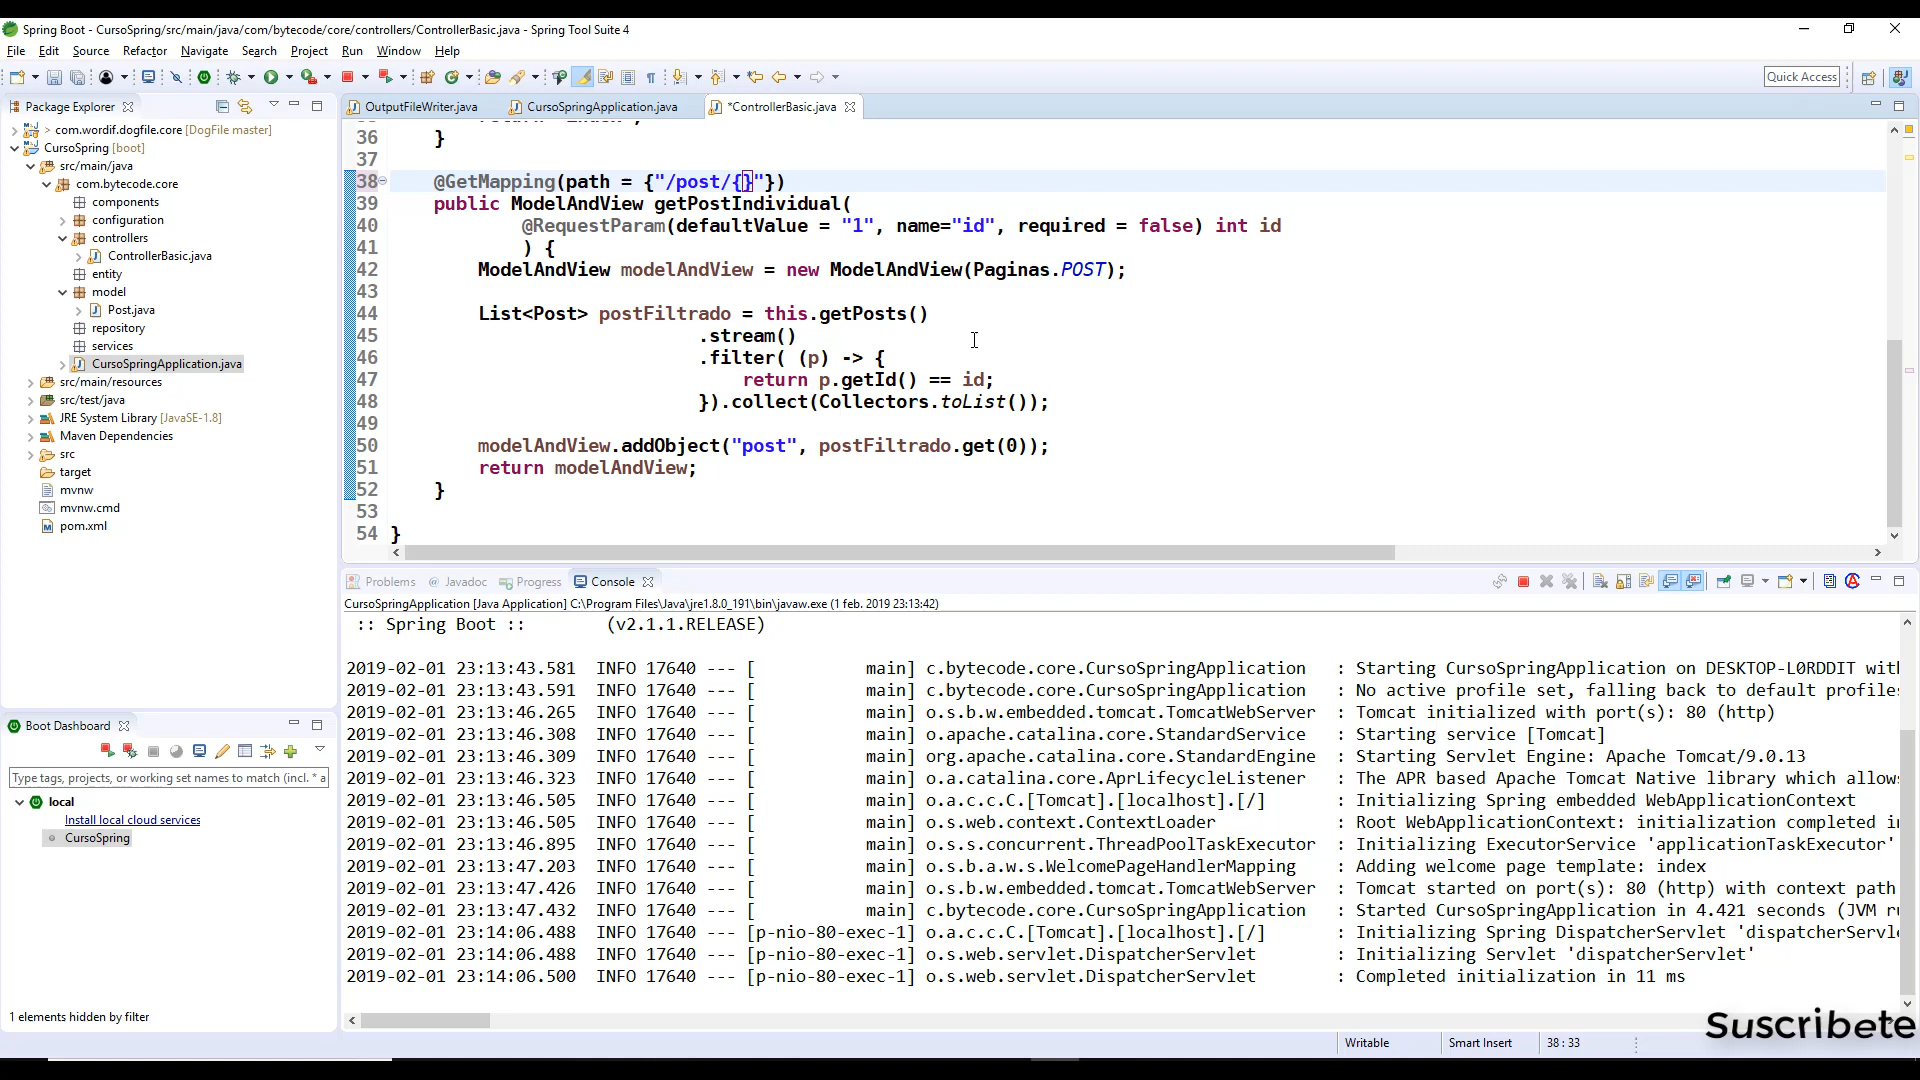 Spring Boot - CursoSpring/src/main/java/com/bytecode/core/controllers/ControllerBasic.java - Spring Tool Suite 4
File Edit Source Refactor Navigate Search Project Run Window Help
Quick Access
Package Explorer
OutputFileWriter.java CursoSpringApplication.java *ControllerBasic.java
> com.wordif.dogfile.core [DogFile master]
CursoSpring [boot]
src/main/java
com.bytecode.core
components
configuration
controllers
ControllerBasic.java
entity
model
Post.java
repository
services
CursoSpringApplication.java
src/main/resources
src/test/java
JRE System Library [JavaSE-1.8]
Maven Dependencies
src
target
mvnw
mvnw.cmd
pom.xml
36 }
37
38 @GetMapping(path = {"/post/{}"})
39 public ModelAndView getPostIndividual(
40 @RequestParam(defaultValue = "1", name="id", required = false) int id
41 ) {
42 ModelAndView modelAndView = new ModelAndView(Paginas.POST);
43
44 List<Post> postFiltrado = this.getPosts()
45 .stream()
46 .filter( (p) -> {
47 return p.getId() == id;
48 }).collect(Collectors.toList());
49
50 modelAndView.addObject("post", postFiltrado.get(0));
51 return modelAndView;
52 }
53
54 }
Problems @ Javadoc Progress Console
CursoSpringApplication [Java Application] C:\Program Files\Java\jre1.8.0_191\bin\javaw.exe (1 feb. 2019 23:13:42)
:: Spring Boot :: (v2.1.1.RELEASE)
2019-02-01 23:13:43.581 INFO 17640 --- [ main] c.bytecode.core.CursoSpringApplication : Starting CursoSpringApplication on DESKTOP-L0RDDIT with
2019-02-01 23:13:43.591 INFO 17640 --- [ main] c.bytecode.core.CursoSpringApplication : No active profile set, falling back to default profiles
2019-02-01 23:13:46.265 INFO 17640 --- [ main] o.s.b.w.embedded.tomcat.TomcatWebServer : Tomcat initialized with port(s): 80 (http)
2019-02-01 23:13:46.308 INFO 17640 --- [ main] o.apache.catalina.core.StandardService : Starting service [Tomcat]
2019-02-01 23:13:46.309 INFO 17640 --- [ main] org.apache.catalina.core.StandardEngine : Starting Servlet Engine: Apache Tomcat/9.0.13
2019-02-01 23:13:46.323 INFO 17640 --- [ main] o.a.catalina.core.AprLifecycleListener : The APR based Apache Tomcat Native library which allows
2019-02-01 23:13:46.505 INFO 17640 --- [ main] o.a.c.c.C.[Tomcat].[localhost].[/] : Initializing Spring embedded WebApplicationContext
2019-02-01 23:13:46.505 INFO 17640 --- [ main] o.s.web.context.ContextLoader : Root WebApplicationContext: initialization completed in
2019-02-01 23:13:46.895 INFO 17640 --- [ main] o.s.s.concurrent.ThreadPoolTaskExecutor : Initializing ExecutorService 'applicationTaskExecutor'
2019-02-01 23:13:47.203 INFO 17640 --- [ main] o.s.b.a.w.s.WelcomePageHandlerMapping : Adding welcome page template: index
2019-02-01 23:13:47.426 INFO 17640 --- [ main] o.s.b.w.embedded.tomcat.TomcatWebServer : Tomcat started on port(s): 80 (http) with context path
2019-02-01 23:13:47.432 INFO 17640 --- [ main] c.bytecode.core.CursoSpringApplication : Started CursoSpringApplication in 4.421 seconds (JVM ru
2019-02-01 23:14:06.488 INFO 17640 --- [p-nio-80-exec-1] o.a.c.c.C.[Tomcat].[localhost].[/] : Initializing Spring DispatcherServlet 'dispatcherServl
2019-02-01 23:14:06.488 INFO 17640 --- [p-nio-80-exec-1] o.s.web.servlet.DispatcherServlet : Initializing Servlet 'dispatcherServlet'
2019-02-01 23:14:06.500 INFO 17640 --- [p-nio-80-exec-1] o.s.web.servlet.DispatcherServlet : Completed initialization in 11 ms
Boot Dashboard
Type tags, projects, or working set names to match (incl. * a
local
Install local cloud services
CursoSpring
1 elements hidden by filter
Suscribete
Writable Smart Insert 38 : 33